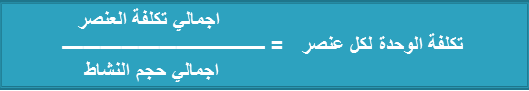 اجمالي تكلفة العنصر
تكلفة الوحدة لكل عنصر =
اجمالي حجم النشاط